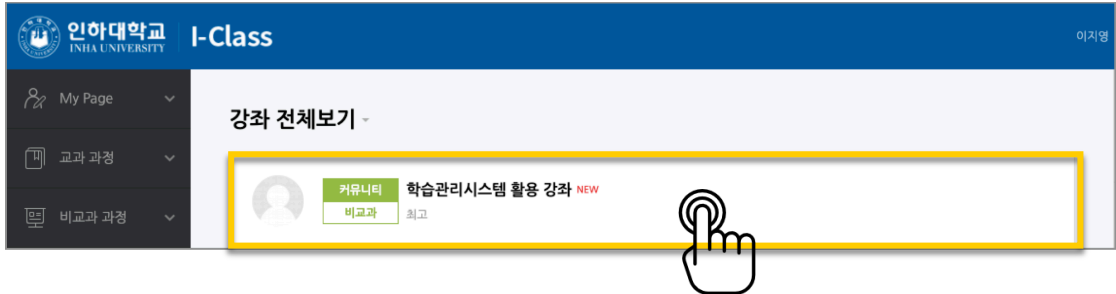 인하대학교
INHA UNIVERSITY
I-Class
이지영
My Page
교과 과정
비교과 과정
강좌 전체보기
커뮤니티
학습관리시스템 활용 강좌 NEW
비교과
최고